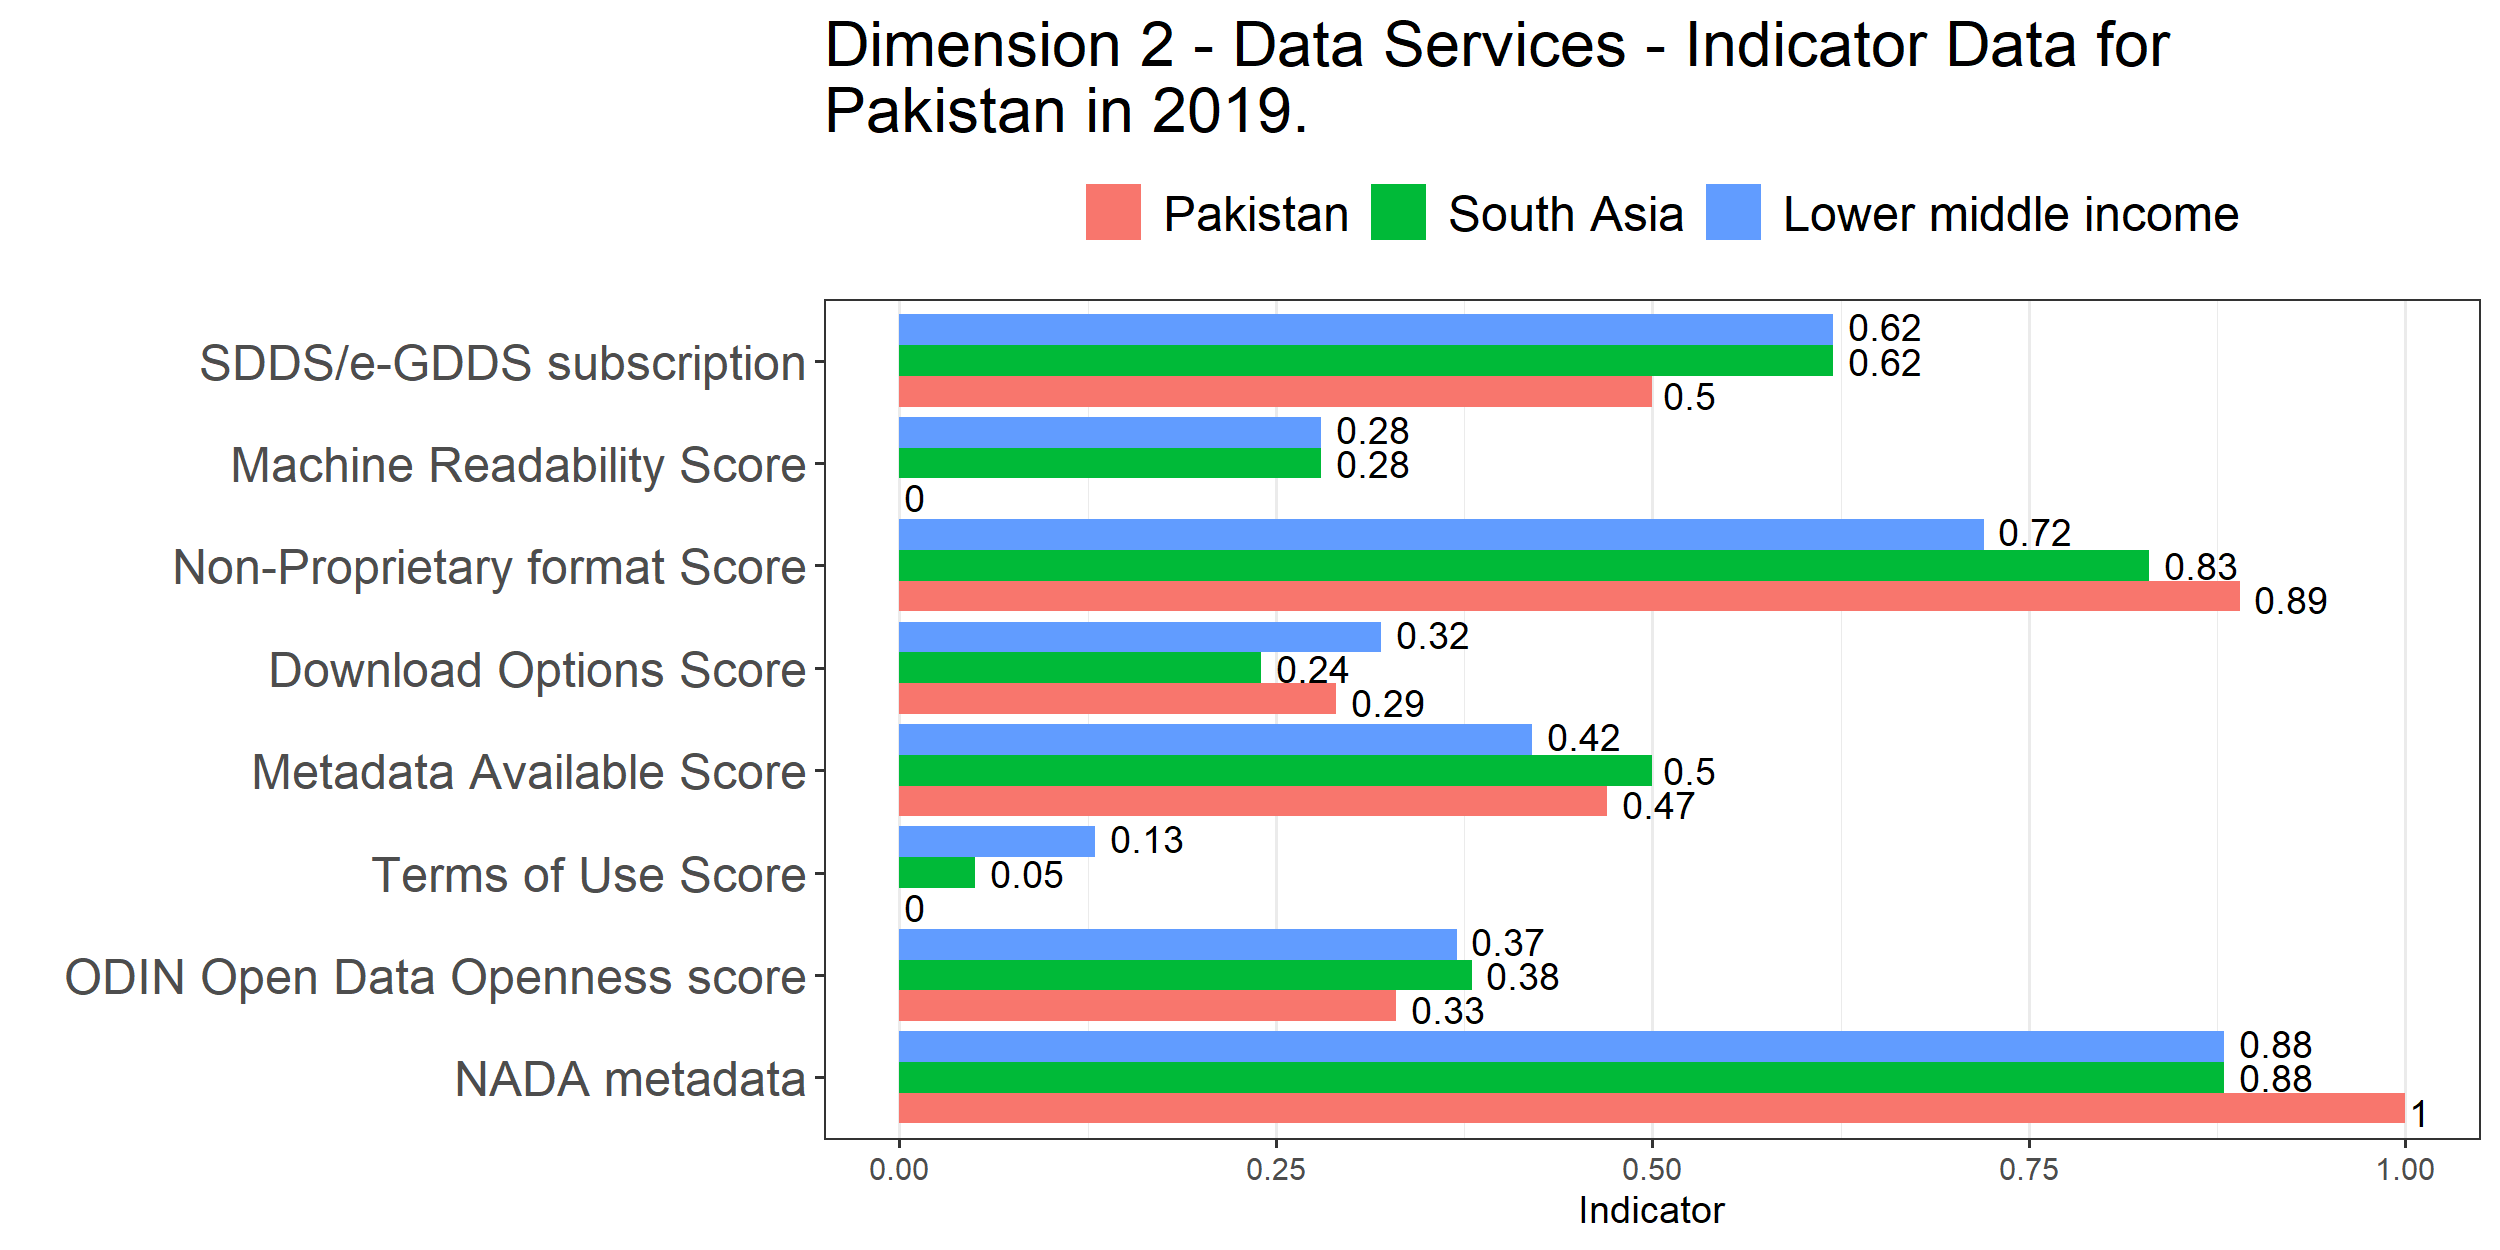 Dimension 2 - Data Services - Indicator Data for
Pakistan in 2019.
Pakistan
South Asia
Lower middle income
SDDS/e-GDDS subscription
0.62
0.62
0.5
Machine Readability Score
0.28
0.28
0
Non-Proprietary format Score
0.72
0.83
0.89
Download Options Score
0.32
0.24
0.29
Metadata Available Score
0.42
0.5
0.47
Terms of Use Score
0.13
0.05
0
ODIN Open Data Openness score
0.37
0.38
0.33
NADA metadata
0.88
0.88
1
0.00
0.25
0.50
0.75
1.00
Indicator